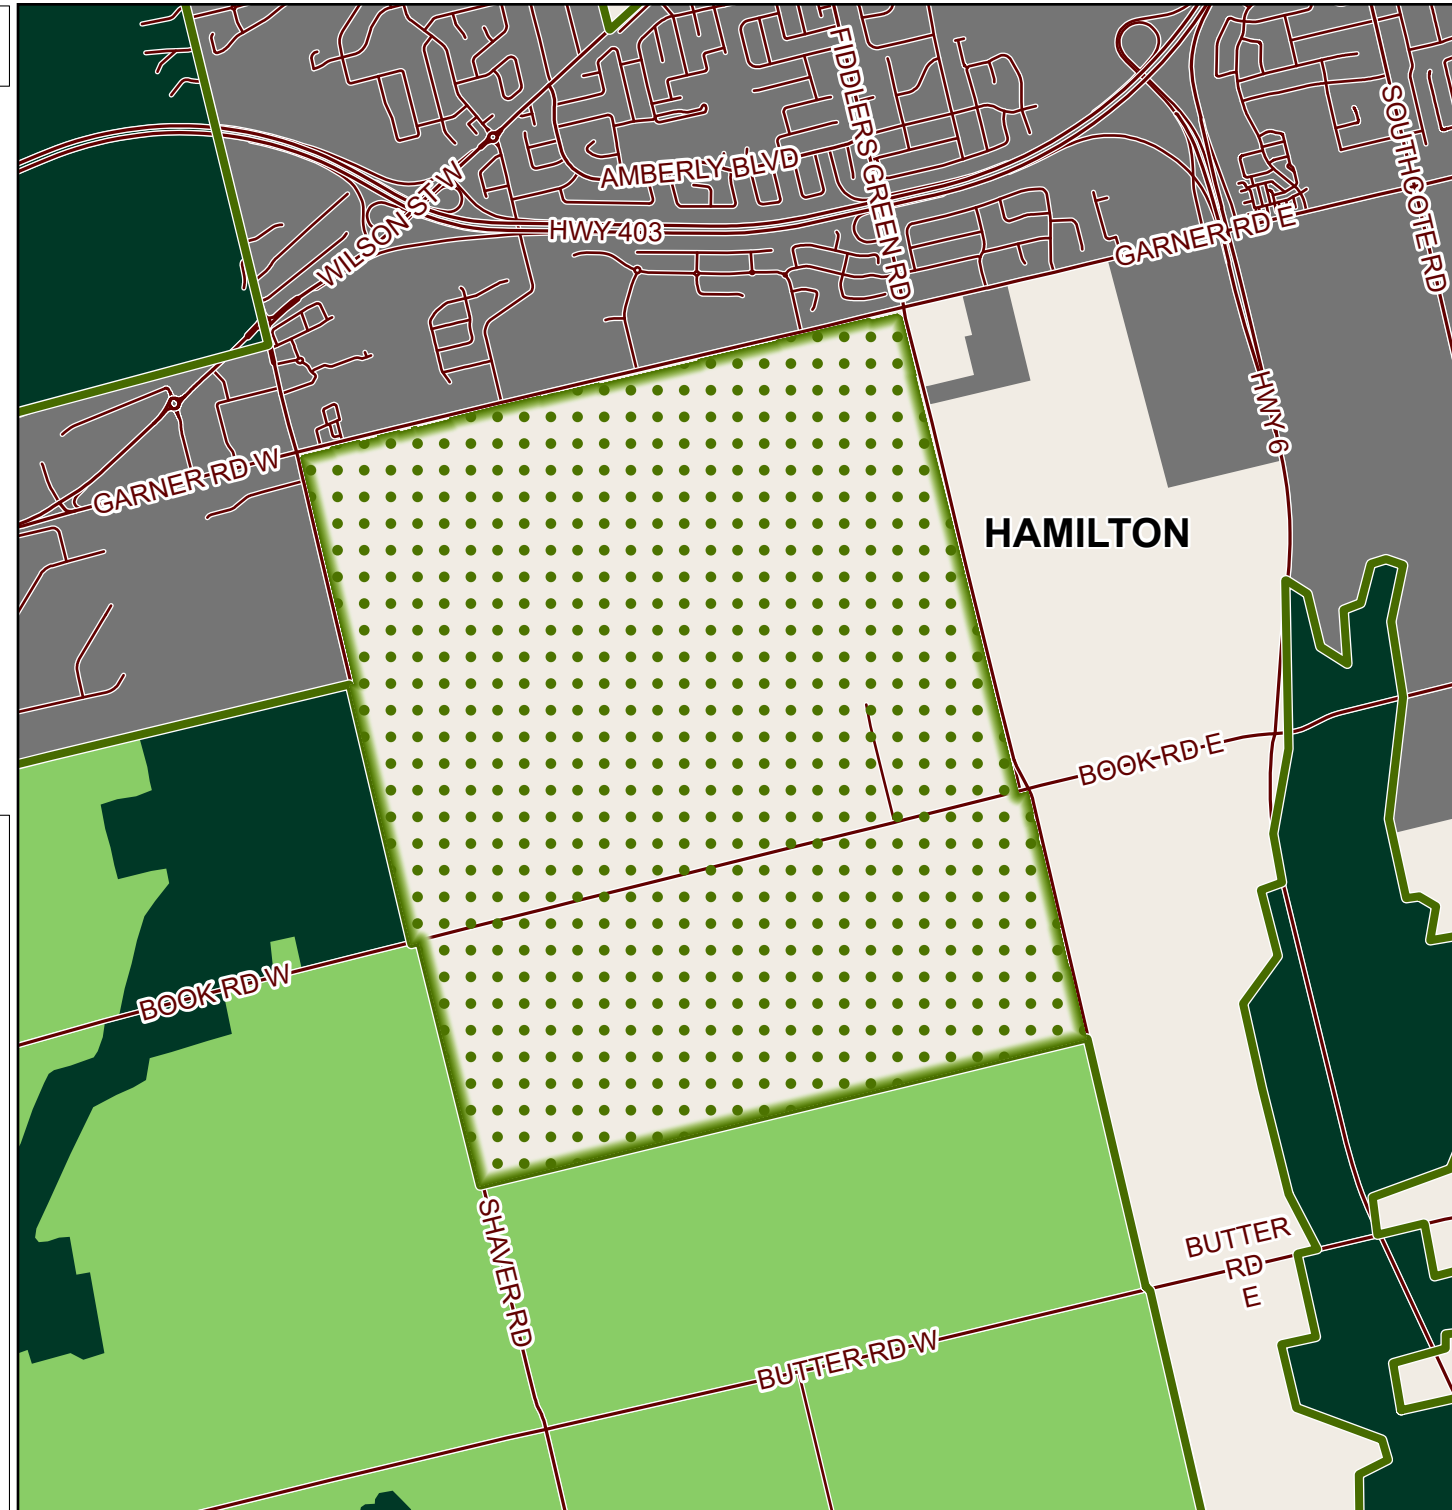 FIDDLERS GREEN RD
SOUTHCOTE RD
AMBERLY BLVD
WILSON ST W
HWY 403
GARNER RD E
HWY 6
GARNER RD W
HAMILTON
BOOK RD E
BOOK RD W
SHAVER RD
BUTTER
RD
E
BUTTER RD W